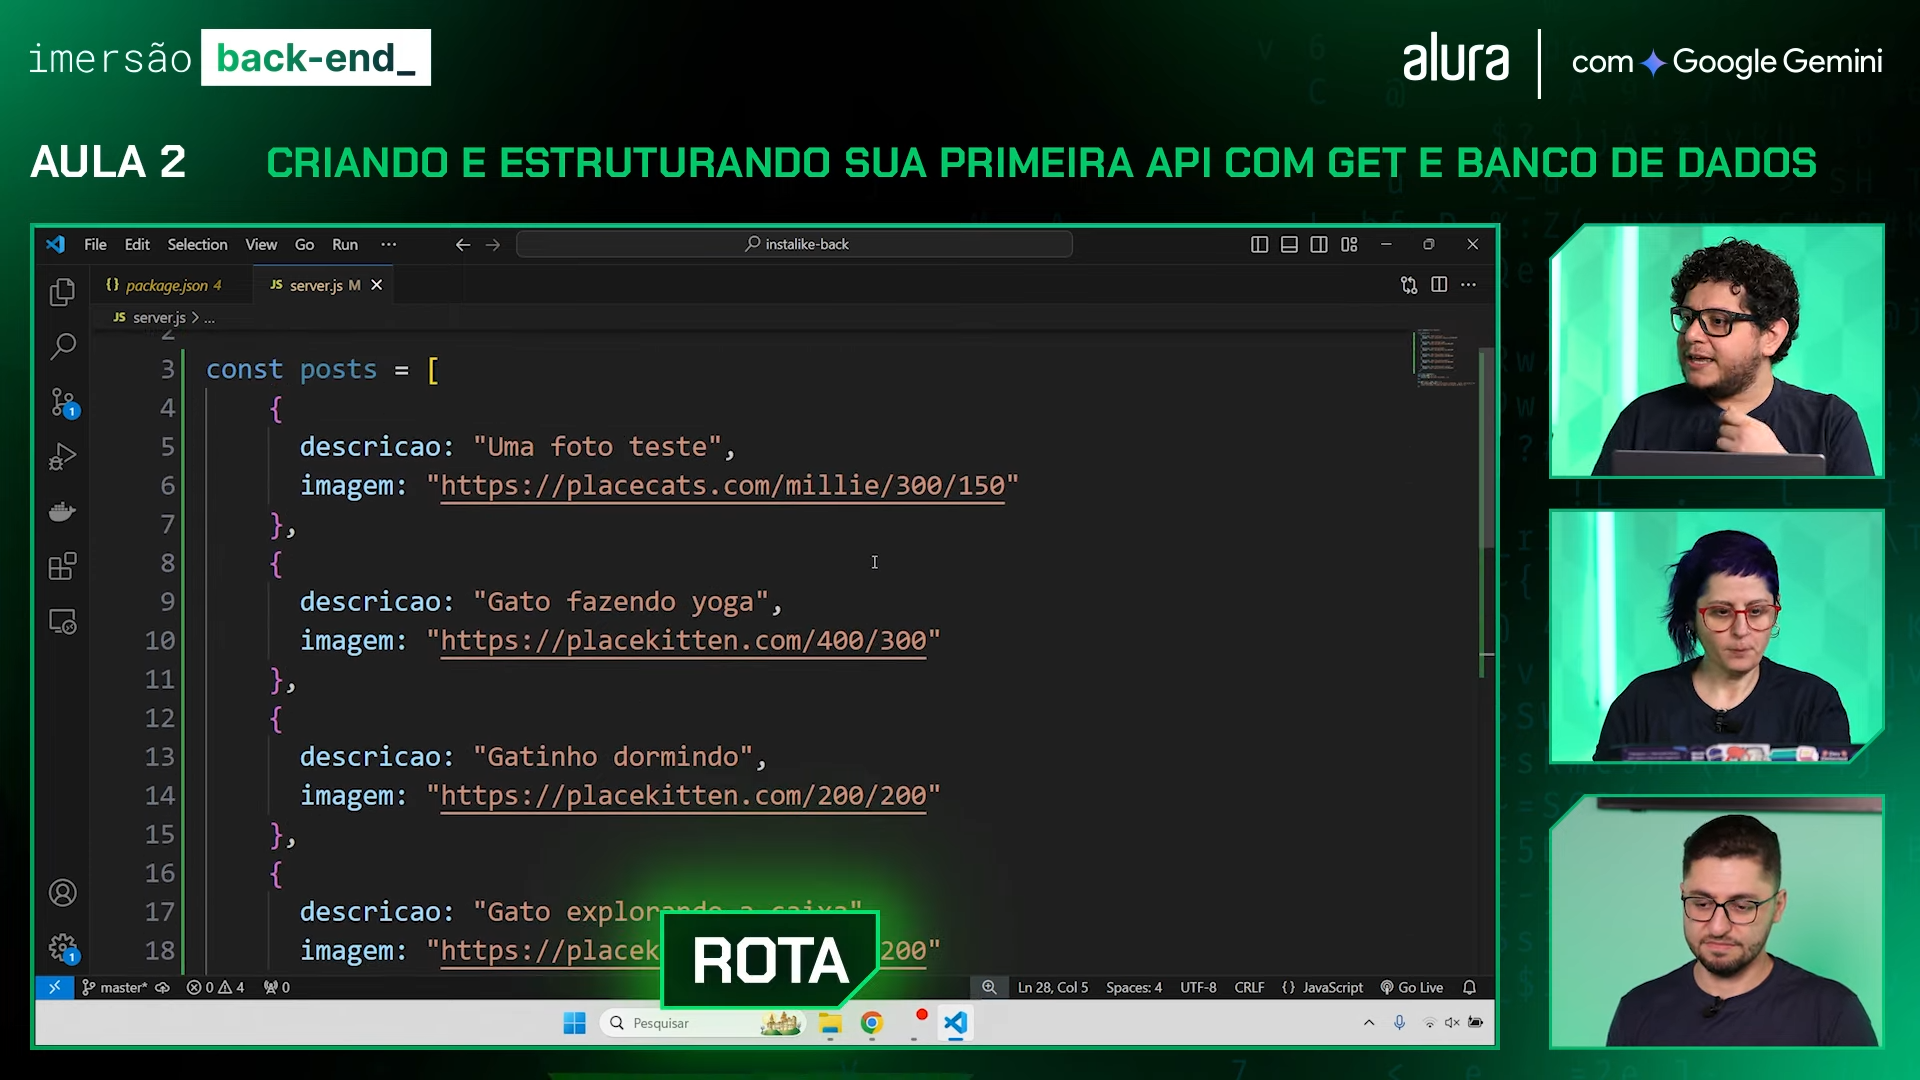 imersão back-end_
alura com Google Gemini
AULA 2 CRIANDO E ESTRUTURANDO SUA PRIMEIRA API COM GET E BANCO DE DADOS
File Edit Selection View Go Run ··· instalike-back
{} package.json 4 JS server.js M
JS server.js > ...
2
3 const posts = [
4 {
5 descricao: "Uma foto teste",
6 imagem: "https://placecats.com/millie/300/150"
7 },
8 {
9 descricao: "Gato fazendo yoga",
10 imagem: "https://placekitten.com/400/300"
11 },
12 {
13 descricao: "Gatinho dormindo",
14 imagem: "https://placekitten.com/200/200"
15 },
16 {
17 descricao: "Gato explorando a caixa"
18 imagem: "https://placek 200"
ROTA
master* 0 4 0 Ln 28, Col 5 Spaces: 4 UTF-8 CRLF {} JavaScript Go Live
Pesquisar